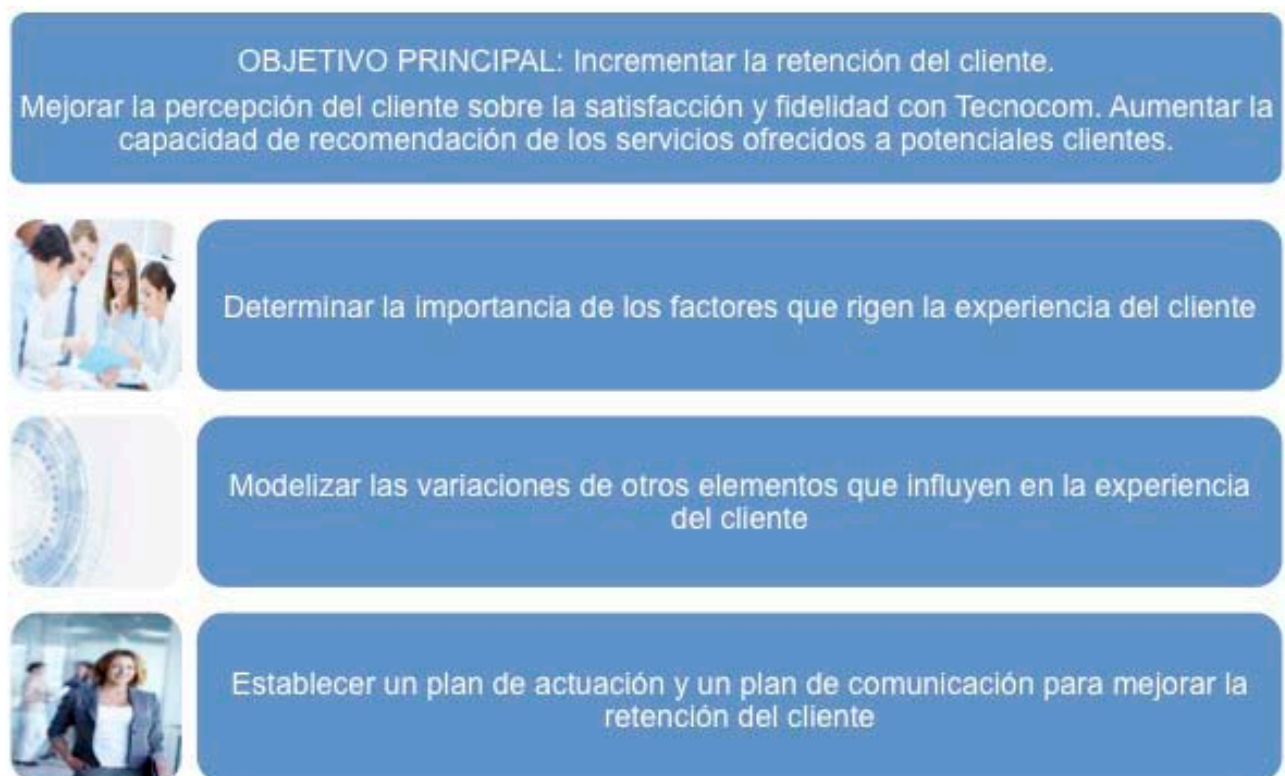 OBJETIVO PRINCIPAL: Incrementar la retención del cliente.
Mejorar la percepción del cliente sobre la satisfacción y fidelidad con Tecnocom. Aumentar la
capacidad de recomendación de los servicios ofrecidos a potenciales clientes.
Determinar la importancia de los factores que rigen la experiencia del cliente
Modelizar las variaciones de otros elementos que influyen en la experiencia
del cliente
Establecer un plan de actuación y un plan de comunicación para mejorar la
retención del cliente